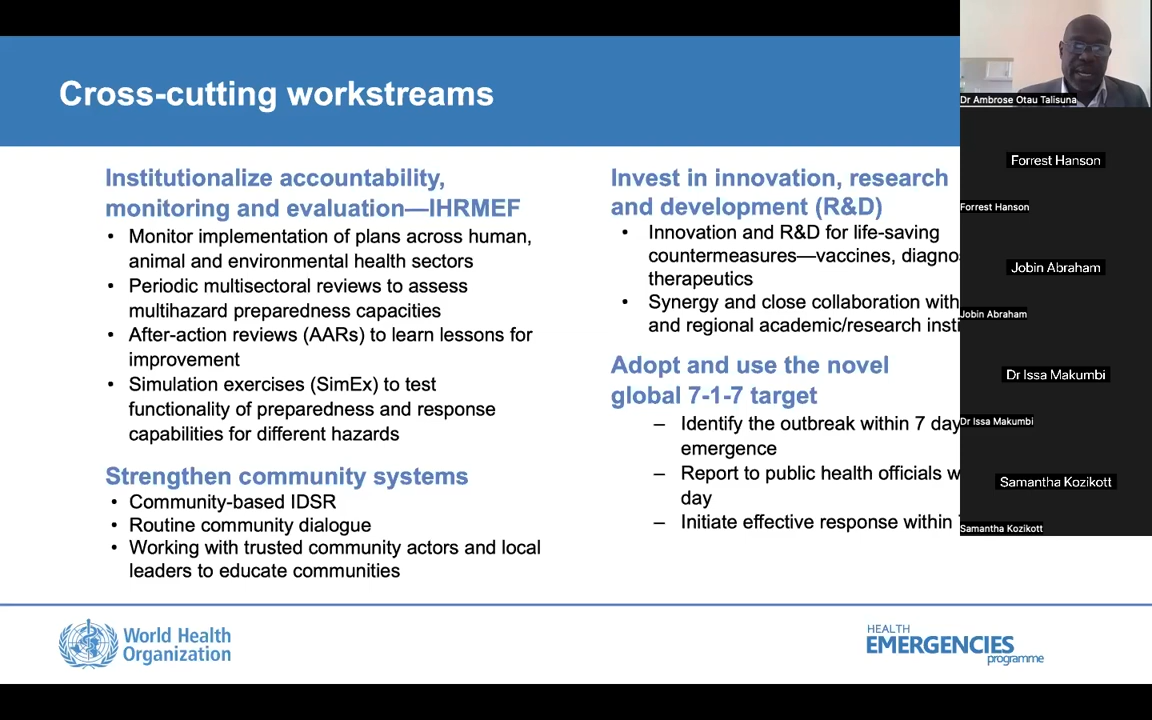 Cross-cutting workstreams
Institutionalize accountability,
monitoring and evaluation—IHRMEF
• Monitor implementation of plans across human,
animal and environmental health sectors
• Periodic multisectoral reviews to assess
multihazard preparedness capacities
• After-action reviews (AARs) to learn lessons for
improvement
• Simulation exercises (SimEx) to test
functionality of preparedness and response
capabilities for different hazards
Strengthen community systems
• Community-based IDSR
• Routine community dialogue
• Working with trusted community actors and local
leaders to educate communities
Invest in innovation, research
and development (R&D)
• Innovation and R&D for life-saving
countermeasures—vaccines, diagno
therapeutics
• Synergy and close collaboration with
and regional academic/research insti
Adopt and use the novel
global 7-1-7 target
– Identify the outbreak within 7 day
emergence
– Report to public health officials w
day
– Initiate effective response within
World Health
Organization
HEALTH
EMERGENCIES
programme
Dr Ambrose Otau Talisuna
Forrest Hanson
Forrest Hanson
Jobin Abraham
Jobin Abraham
Dr Issa Makumbi
Dr Issa Makumbi
Samantha Kozikott
Samantha Kozikott